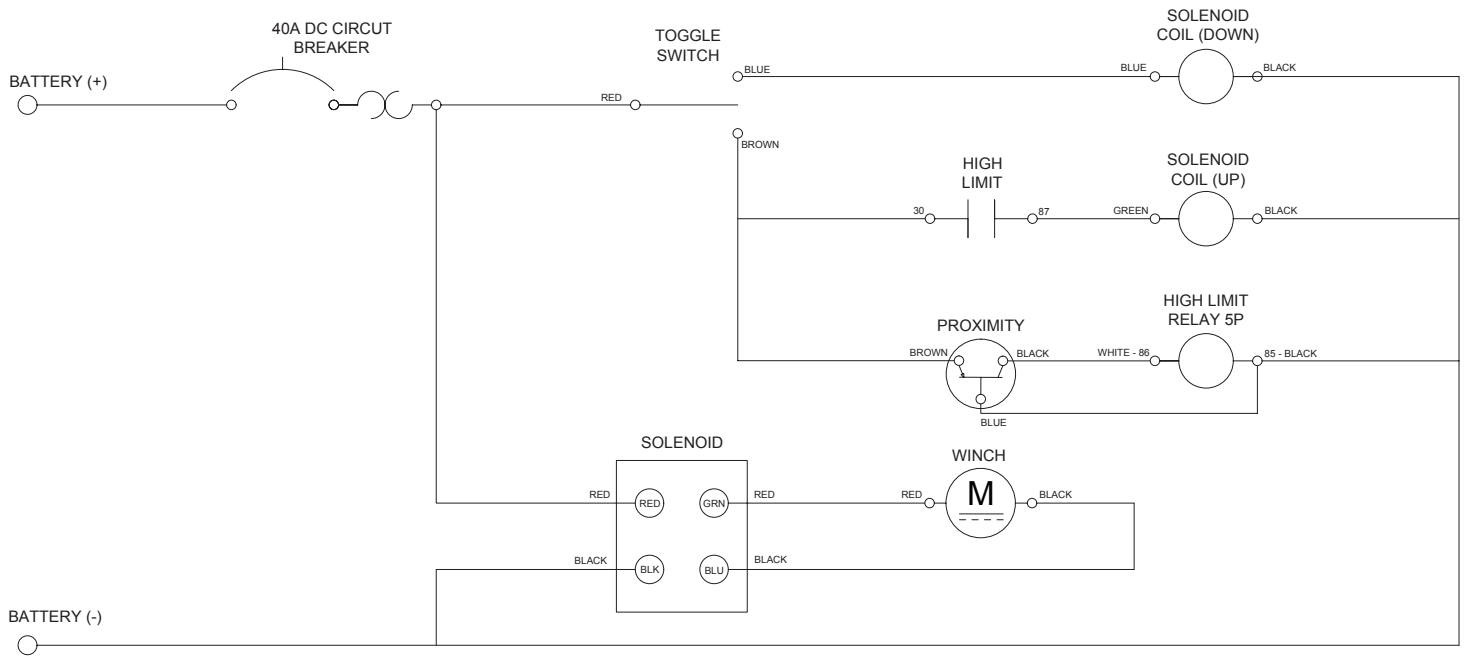 40A DC CIRCUT
BREAKER
TOGGLE
SWITCH
SOLENOID
COIL (DOWN)
BATTERY (+)
RED
BLUE
BLUE
BLACK
BROWN
HIGH
LIMIT
SOLENOID
COIL (UP)
30
87
GREEN
BLACK
PROXIMITY
HIGH LIMIT
RELAY 5P
BROWN
BLACK
WHITE - 86
85 - BLACK
BLUE
SOLENOID
WINCH
RED
RED
GRN
RED
RED
M
BLACK
BLACK
BLK
BLU
BLACK
BATTERY (-)